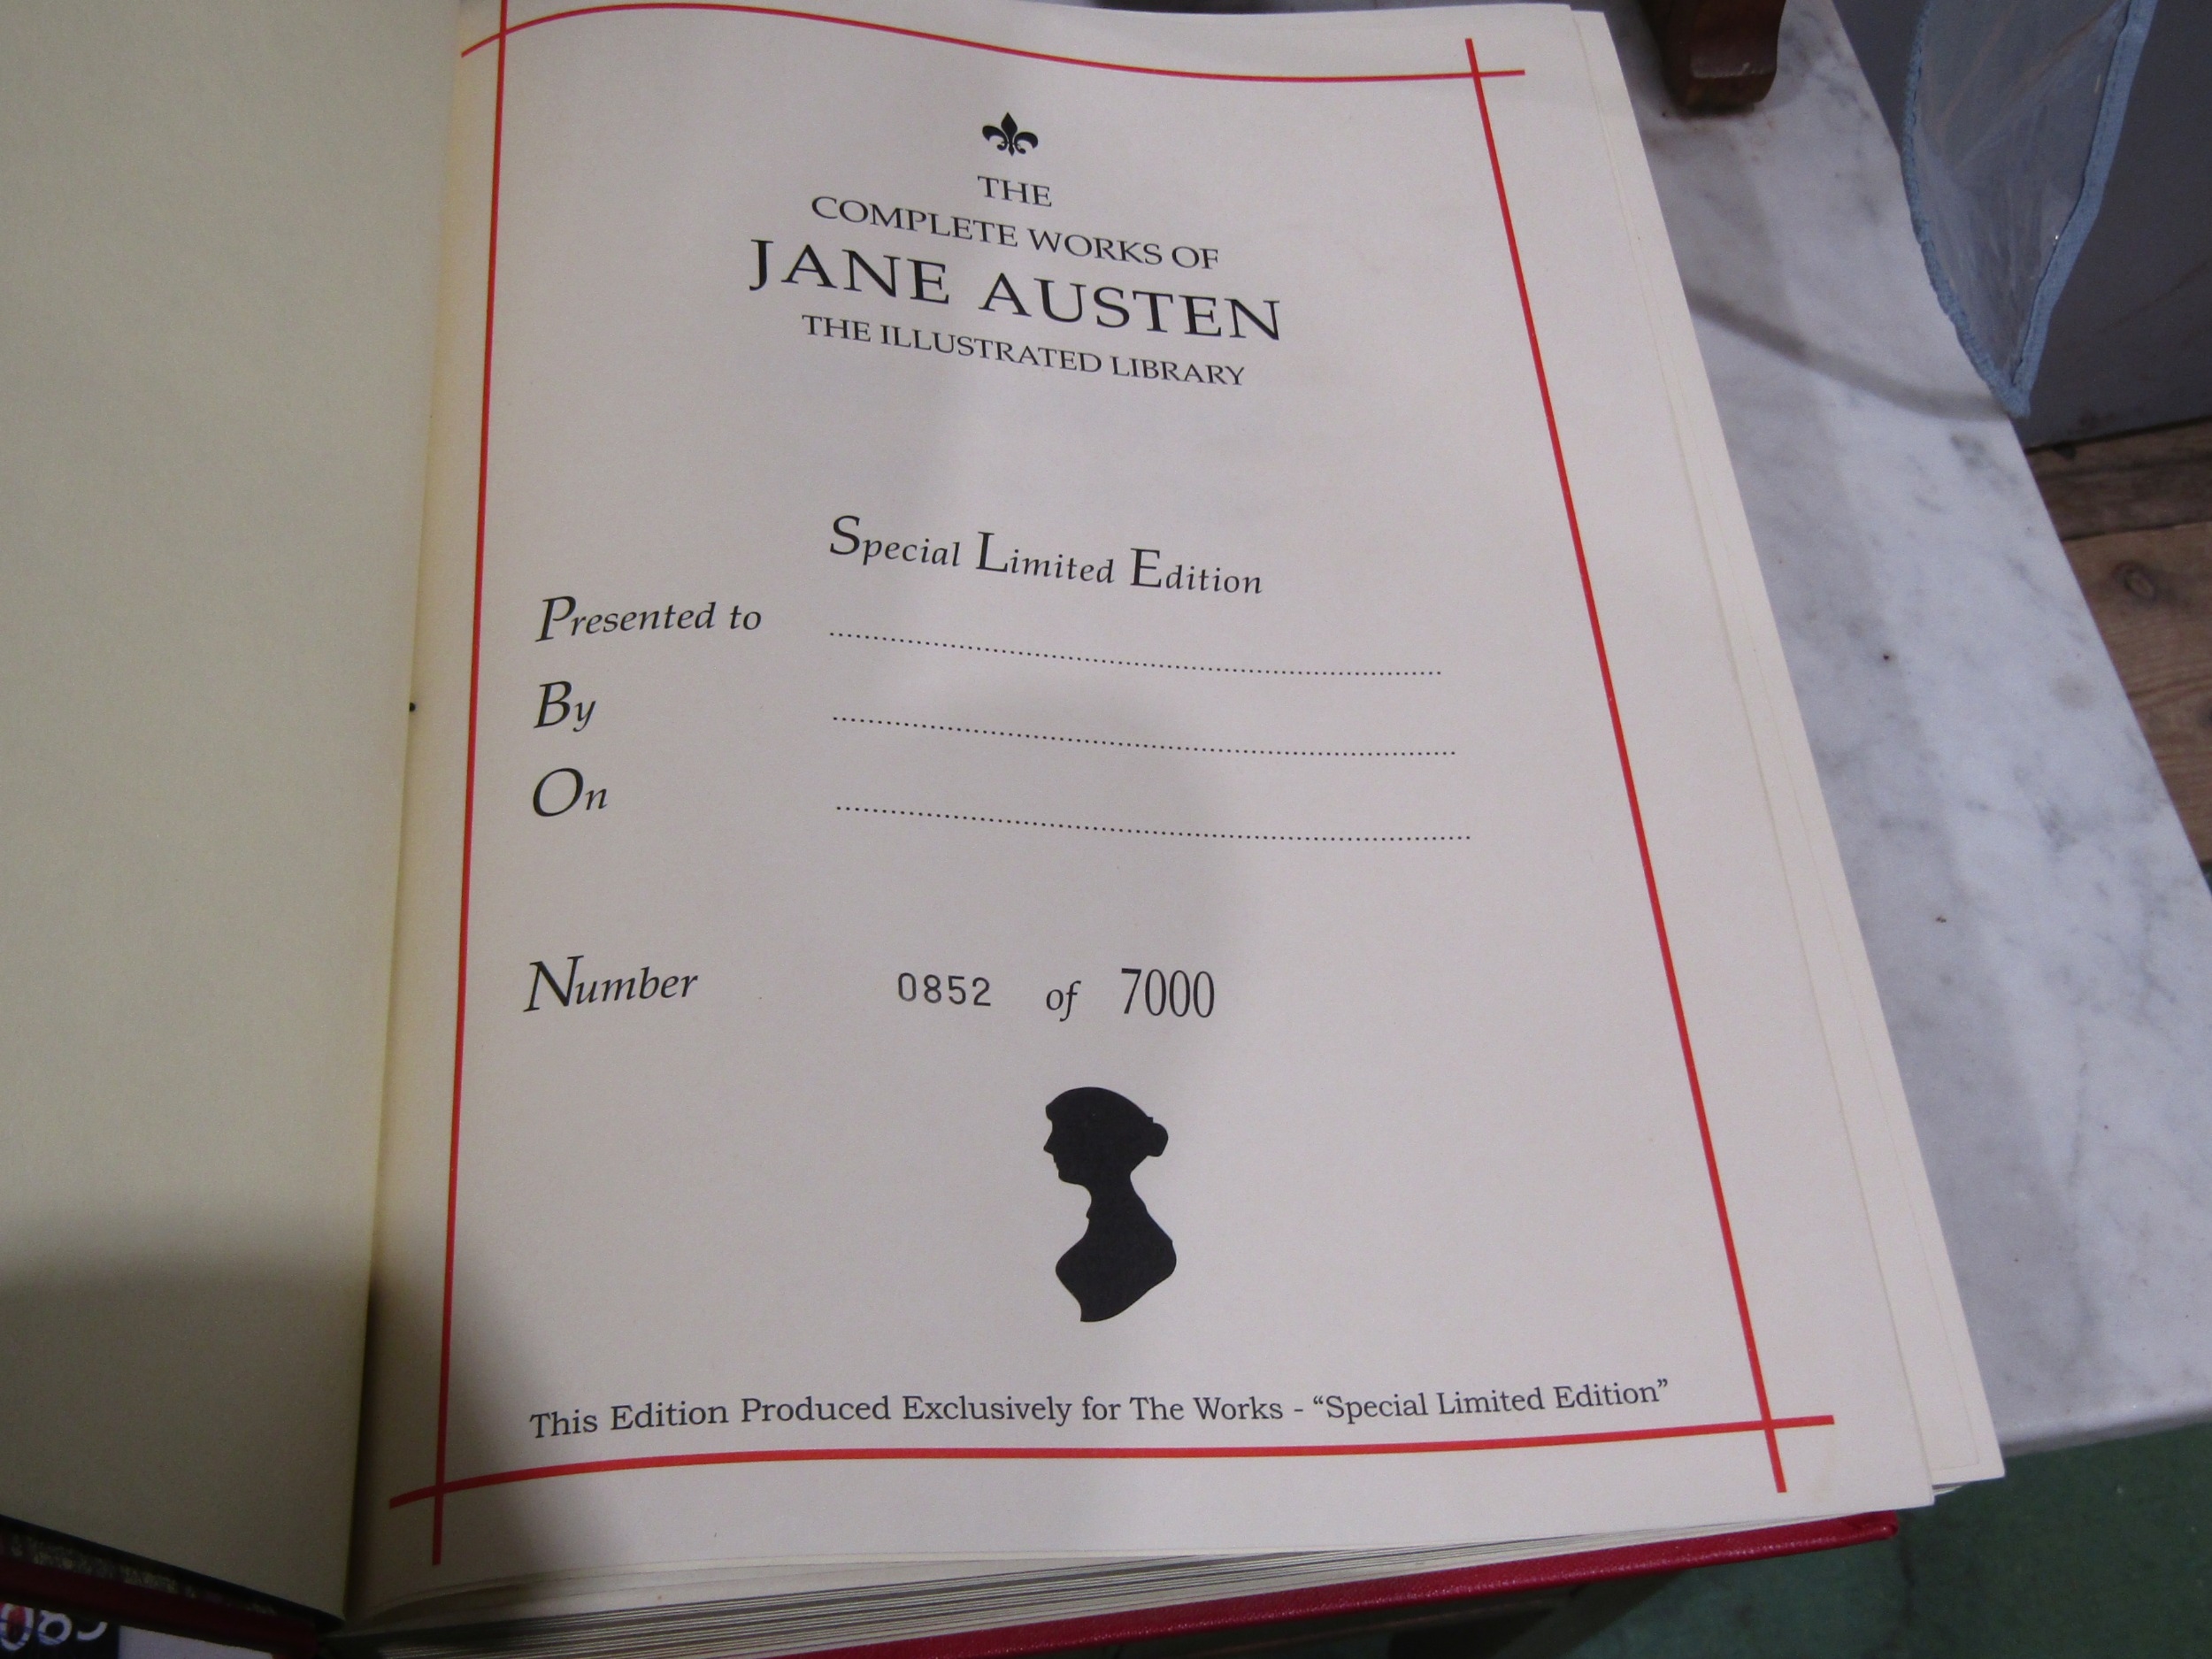 THE
COMPLETE WORKS OF
JANE AUSTEN
THE ILLUSTRATED LIBRARY
Special Limited Edition
Presented to ........................................
By ........................................
On ........................................
Number 0852 of 7000
This Edition Produced Exclusively for The Works - “Special Limited Edition”